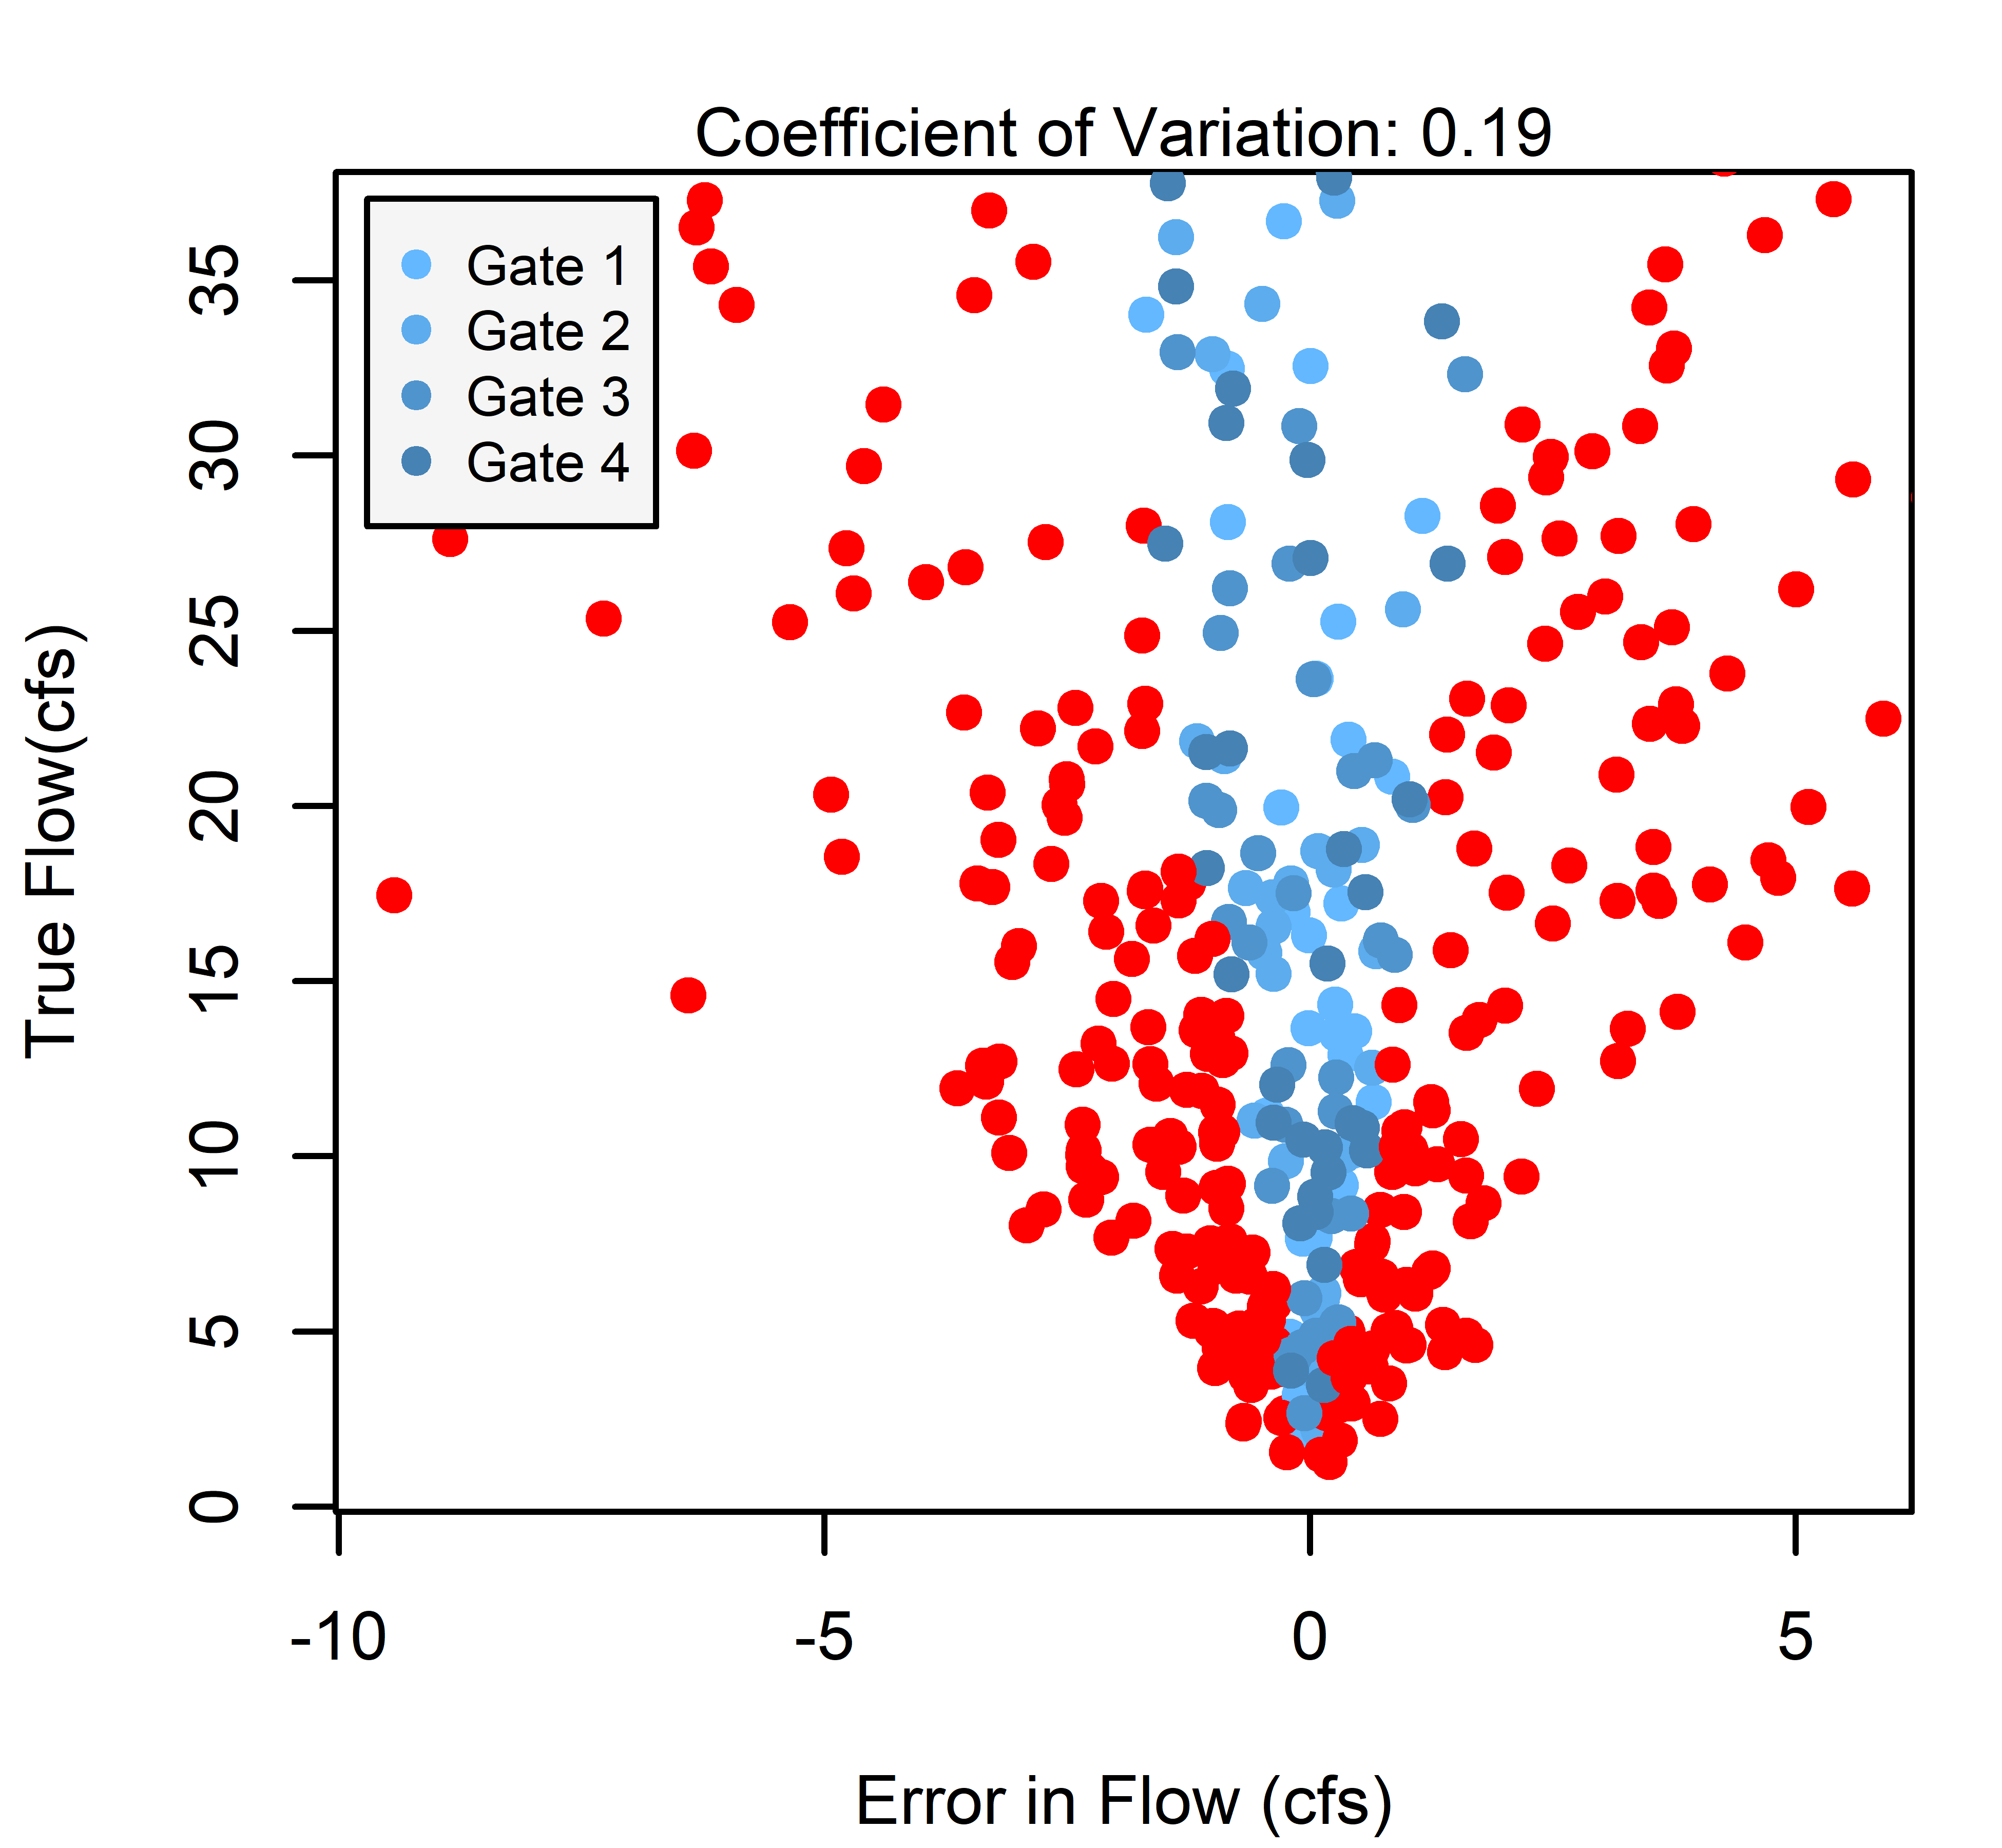 Coefficient of Variation: 0.19
Gate 1
Gate 2
Gate 3
Gate 4
True Flow(cfs)
35
30
25
20
15
10
5
0
-10 -5 0 5
Error in Flow (cfs)